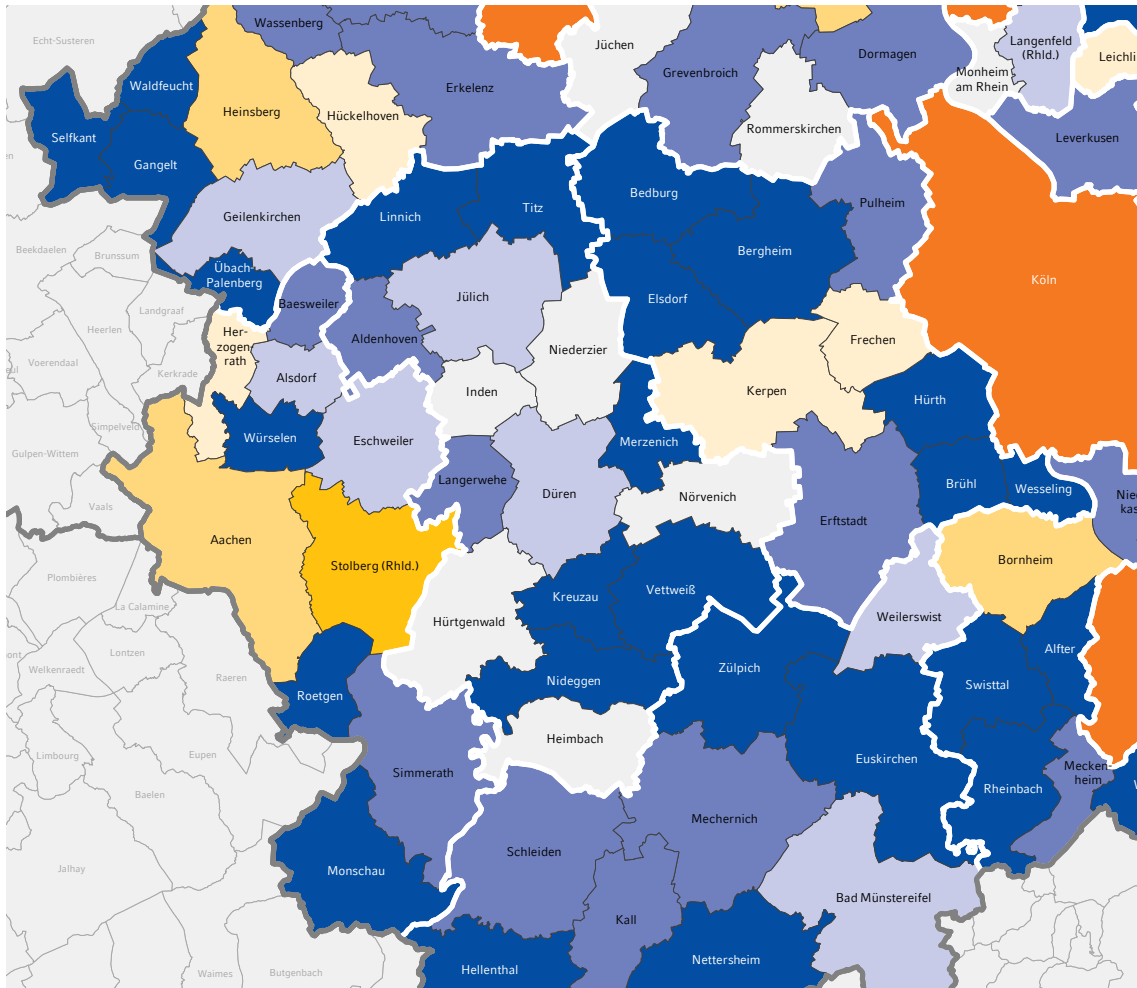 Wassenberg
Echt-Susteren
Jüchen
Langenfeld
(Rhld.)
Dormagen
Leichli
Grevenbroich
Monheim
am Rhein
Waldfeucht
Erkelenz
Heinsberg
Hückelhoven
Rommerskirchen
Selfkant
Leverkusen
Gangelt
Bedburg
Pulheim
Titz
Geilenkirchen
Linnich
Beekdaelen
Brunssum
Bergheim
Übach-
Palenberg
Köln
Jülich
Elsdorf
Baesweiler
Landgraaf
Heerlen
Her-
zogen-
rath
Aldenhoven
Niederzier
Frechen
Voerendaal
ul
Kerkrade
Alsdorf
Inden
Kerpen
Hürth
Simpelveld
Würselen
Eschweiler
Merzenich
Gulpen-Wittem
Langerwehe
Brühl
Wesseling
Düren
Nörvenich
Nied
kas
Vaals
Erftstadt
Aachen
Stolberg (Rhld.)
Bornheim
Plombières
Kreuzau
Vettweiß
La Calamine
Weilerswist
Hürtgenwald
Lontzen
ont
Alfter
Welkenraedt
Zülpich
Raeren
Nideggen
Swisttal
Roetgen
Heimbach
Limbourg
Eupen
Euskirchen
Simmerath
Mecken-
heim
Rheinbach
Baelen
Mechernich
Schleiden
Jalhay
Monschau
Bad Münstereifel
Kall
Nettersheim
Hellenthal
Waimes
Butgenbach